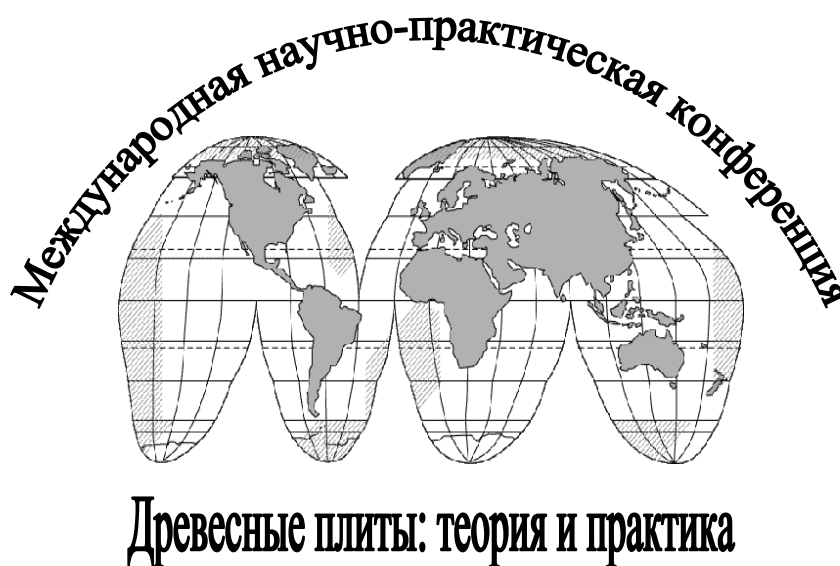 Международная научно-практическая конференция
Древесные плиты: теория и практика